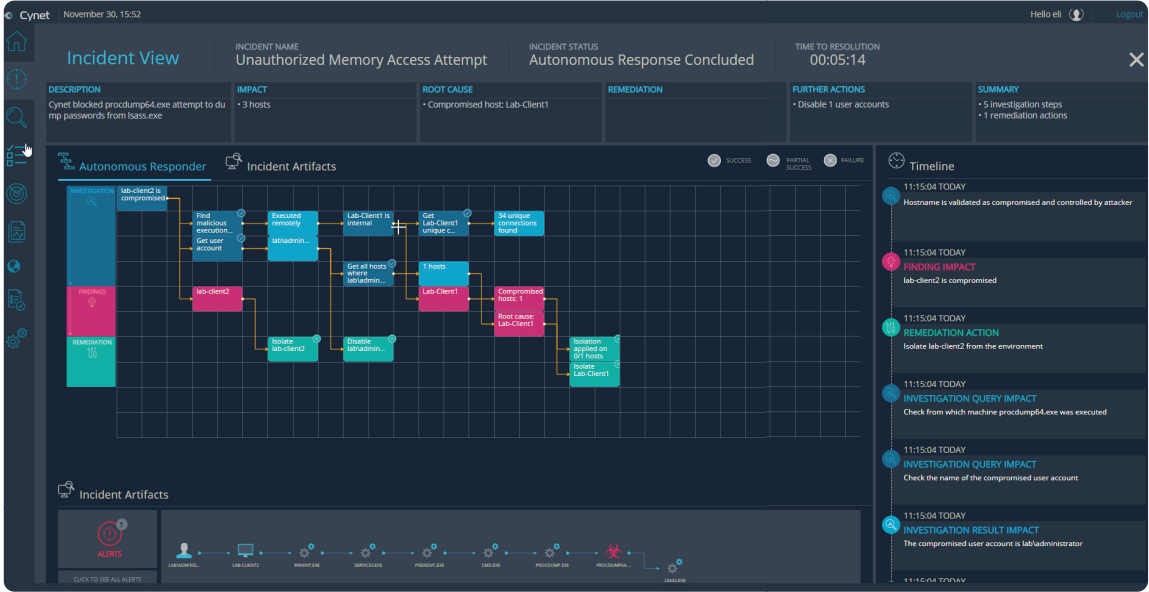 Cynet November 30, 15:52 Hello eli Logout
Incident View
INCIDENT NAME
Unauthorized Memory Access Attempt
INCIDENT STATUS
Autonomous Response Concluded
TIME TO RESOLUTION
00:05:14
DESCRIPTION
Cynet blocked procdump64.exe attempt to du
mp passwords from lsass.exe
IMPACT
• 3 hosts
ROOT CAUSE
• Compromised host: Lab-Client1
REMEDIATION
FURTHER ACTIONS
• Disable 1 user accounts
SUMMARY
• 5 investigation steps
• 1 remediation actions
Autonomous Responder
Incident Artifacts
SUCCESS
PARTIAL
SUCCESS
FAILURE
INVESTIGATION
lab-client2 is
compromised
Find
malicious
execution...
Executed
remotely
Lab-Client1 is
internal
Get
Lab-Client1
unique c...
34 unique
connections
found
Get user
account
lab\admin...
Get all hosts
where
lab\admin...
1 hosts
FINDINGS
lab-client2
Lab-Client1
Compromised
hosts: 1
Root cause:
Lab-Client1
REMEDIATION
Isolate
lab-client2
Disable
lab\admin...
Isolation
applied on
0/1 hosts
Isolate
Lab-Client1
Incident Artifacts
ALERTS
1
CLICK TO SEE ALL ALERTS
LAB\ADMINIS...
LAB-CLIENT2
WININIT.EXE
SERVICES.EXE
PSEXESVC.EXE
CMD.EXE
PROCDUMP.EXE
PROCDUMP64...
LSASS.EXE
Timeline
11:15:04 TODAY
Hostname is validated as compromised and controlled by attacker
11:15:04 TODAY
FINDING IMPACT
lab-client2 is compromised
11:15:04 TODAY
REMEDIATION ACTION
Isolate lab-client2 from the environment
11:15:04 TODAY
INVESTIGATION QUERY IMPACT
Check from which machine procdump64.exe was executed
11:15:04 TODAY
INVESTIGATION QUERY IMPACT
Check the name of the compromised user account
11:15:04 TODAY
INVESTIGATION RESULT IMPACT
The compromised user account is lab\administrator
11:15:04 TODAY